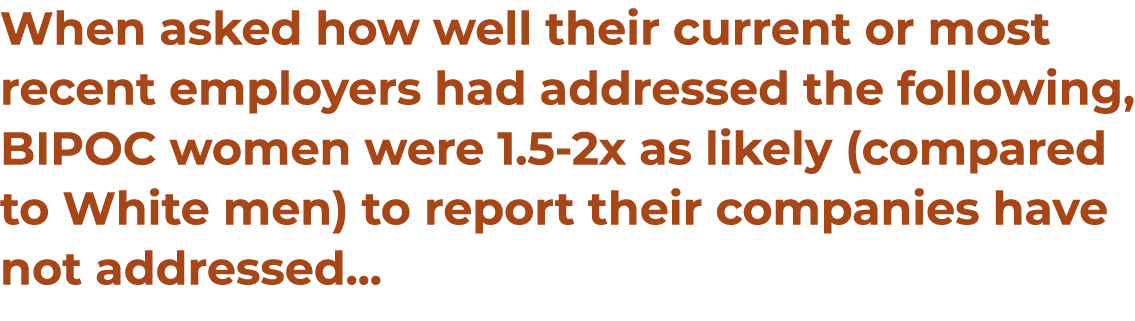 When asked how well their current or most
recent employers had addressed the following,
BIPOC women were 1.5-2x as likely (compared
to White men) to report their companies have
not addressed...